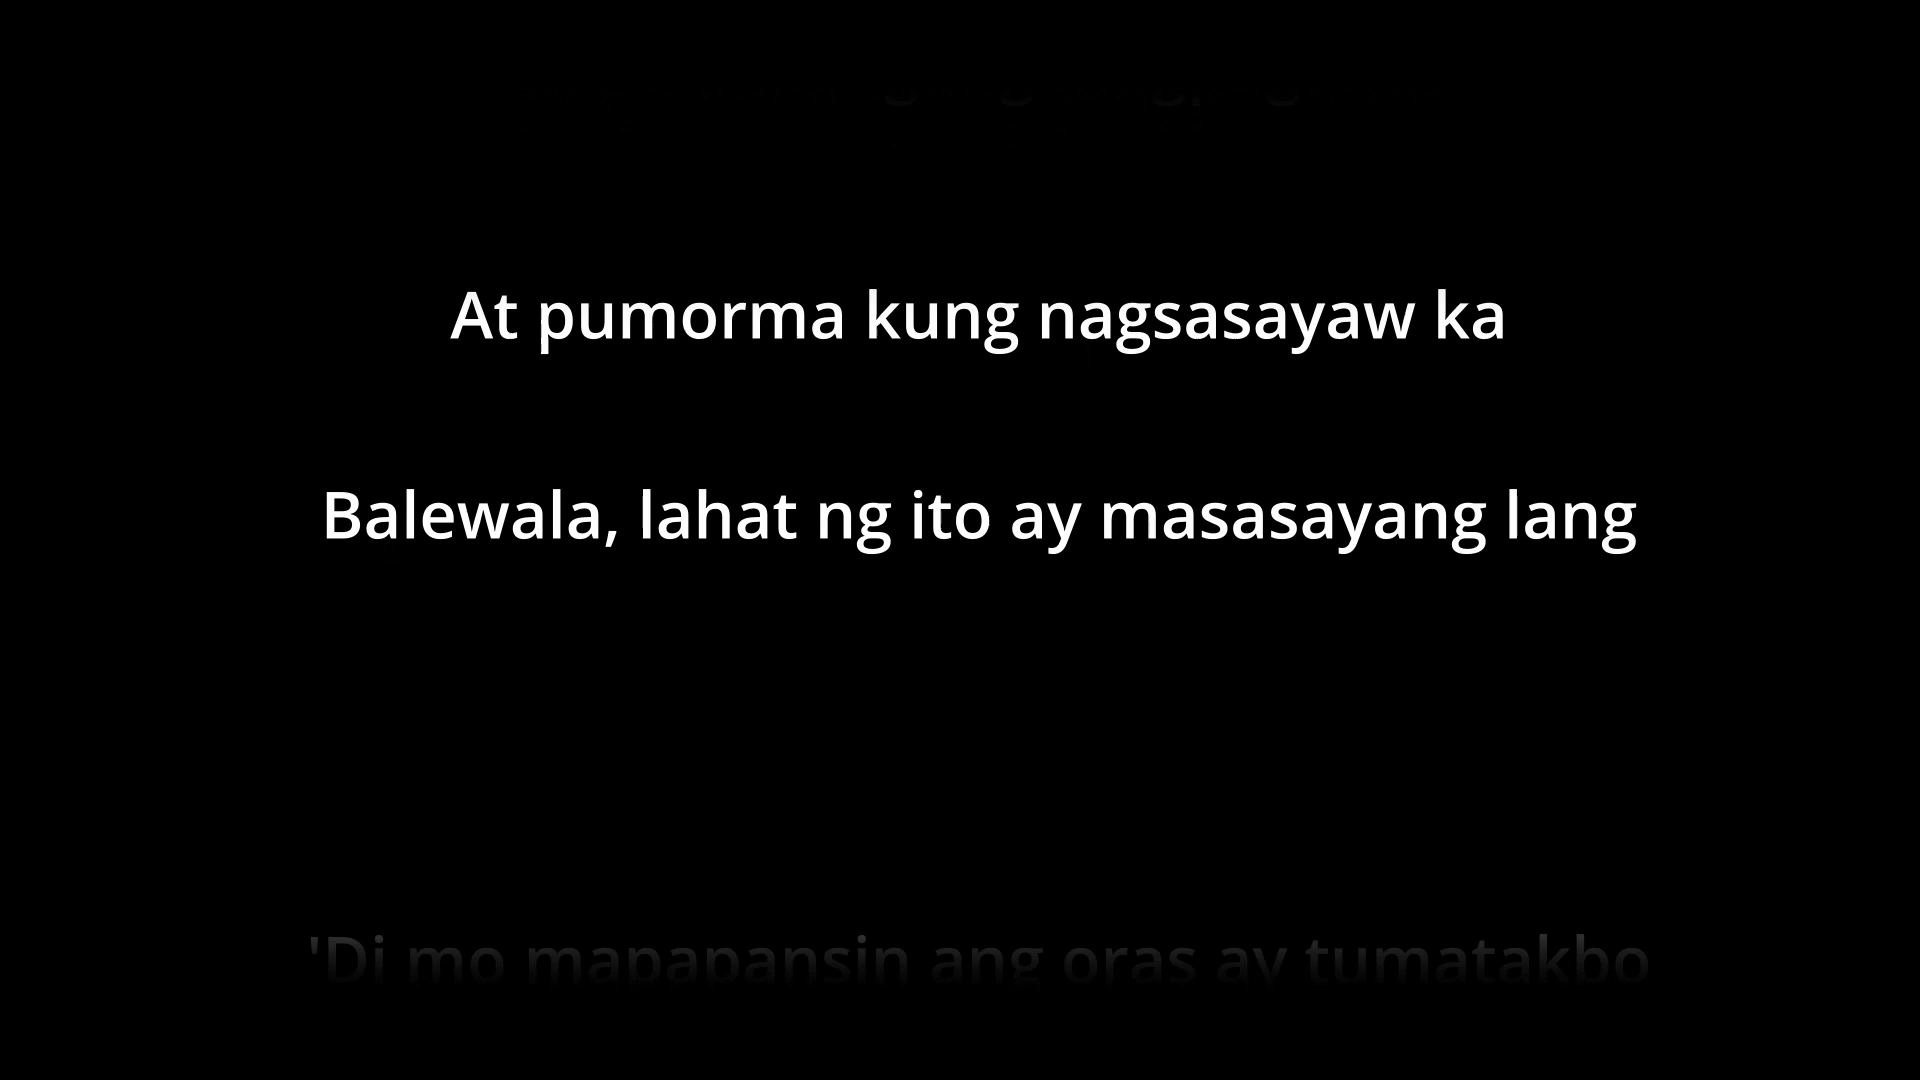 At pumorma kung nagsasayaw ka
Balewala, lahat ng ito ay masasayang lang
'Di mo mapapansin ang oras ay tumatakbo